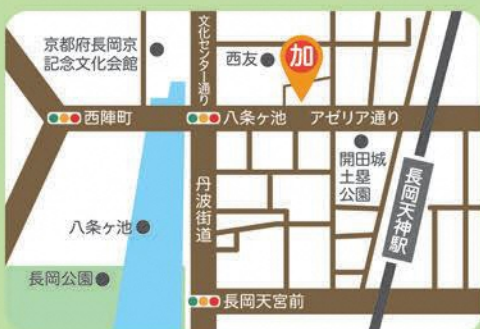 京都府長岡京
記念文化会館
文化センター通り
西友
加
西陣町
八条ヶ池
アゼリア通り
開田城
土塁
公園
長岡天神駅
丹波街道
八条ヶ池
長岡公園
長岡天宮前